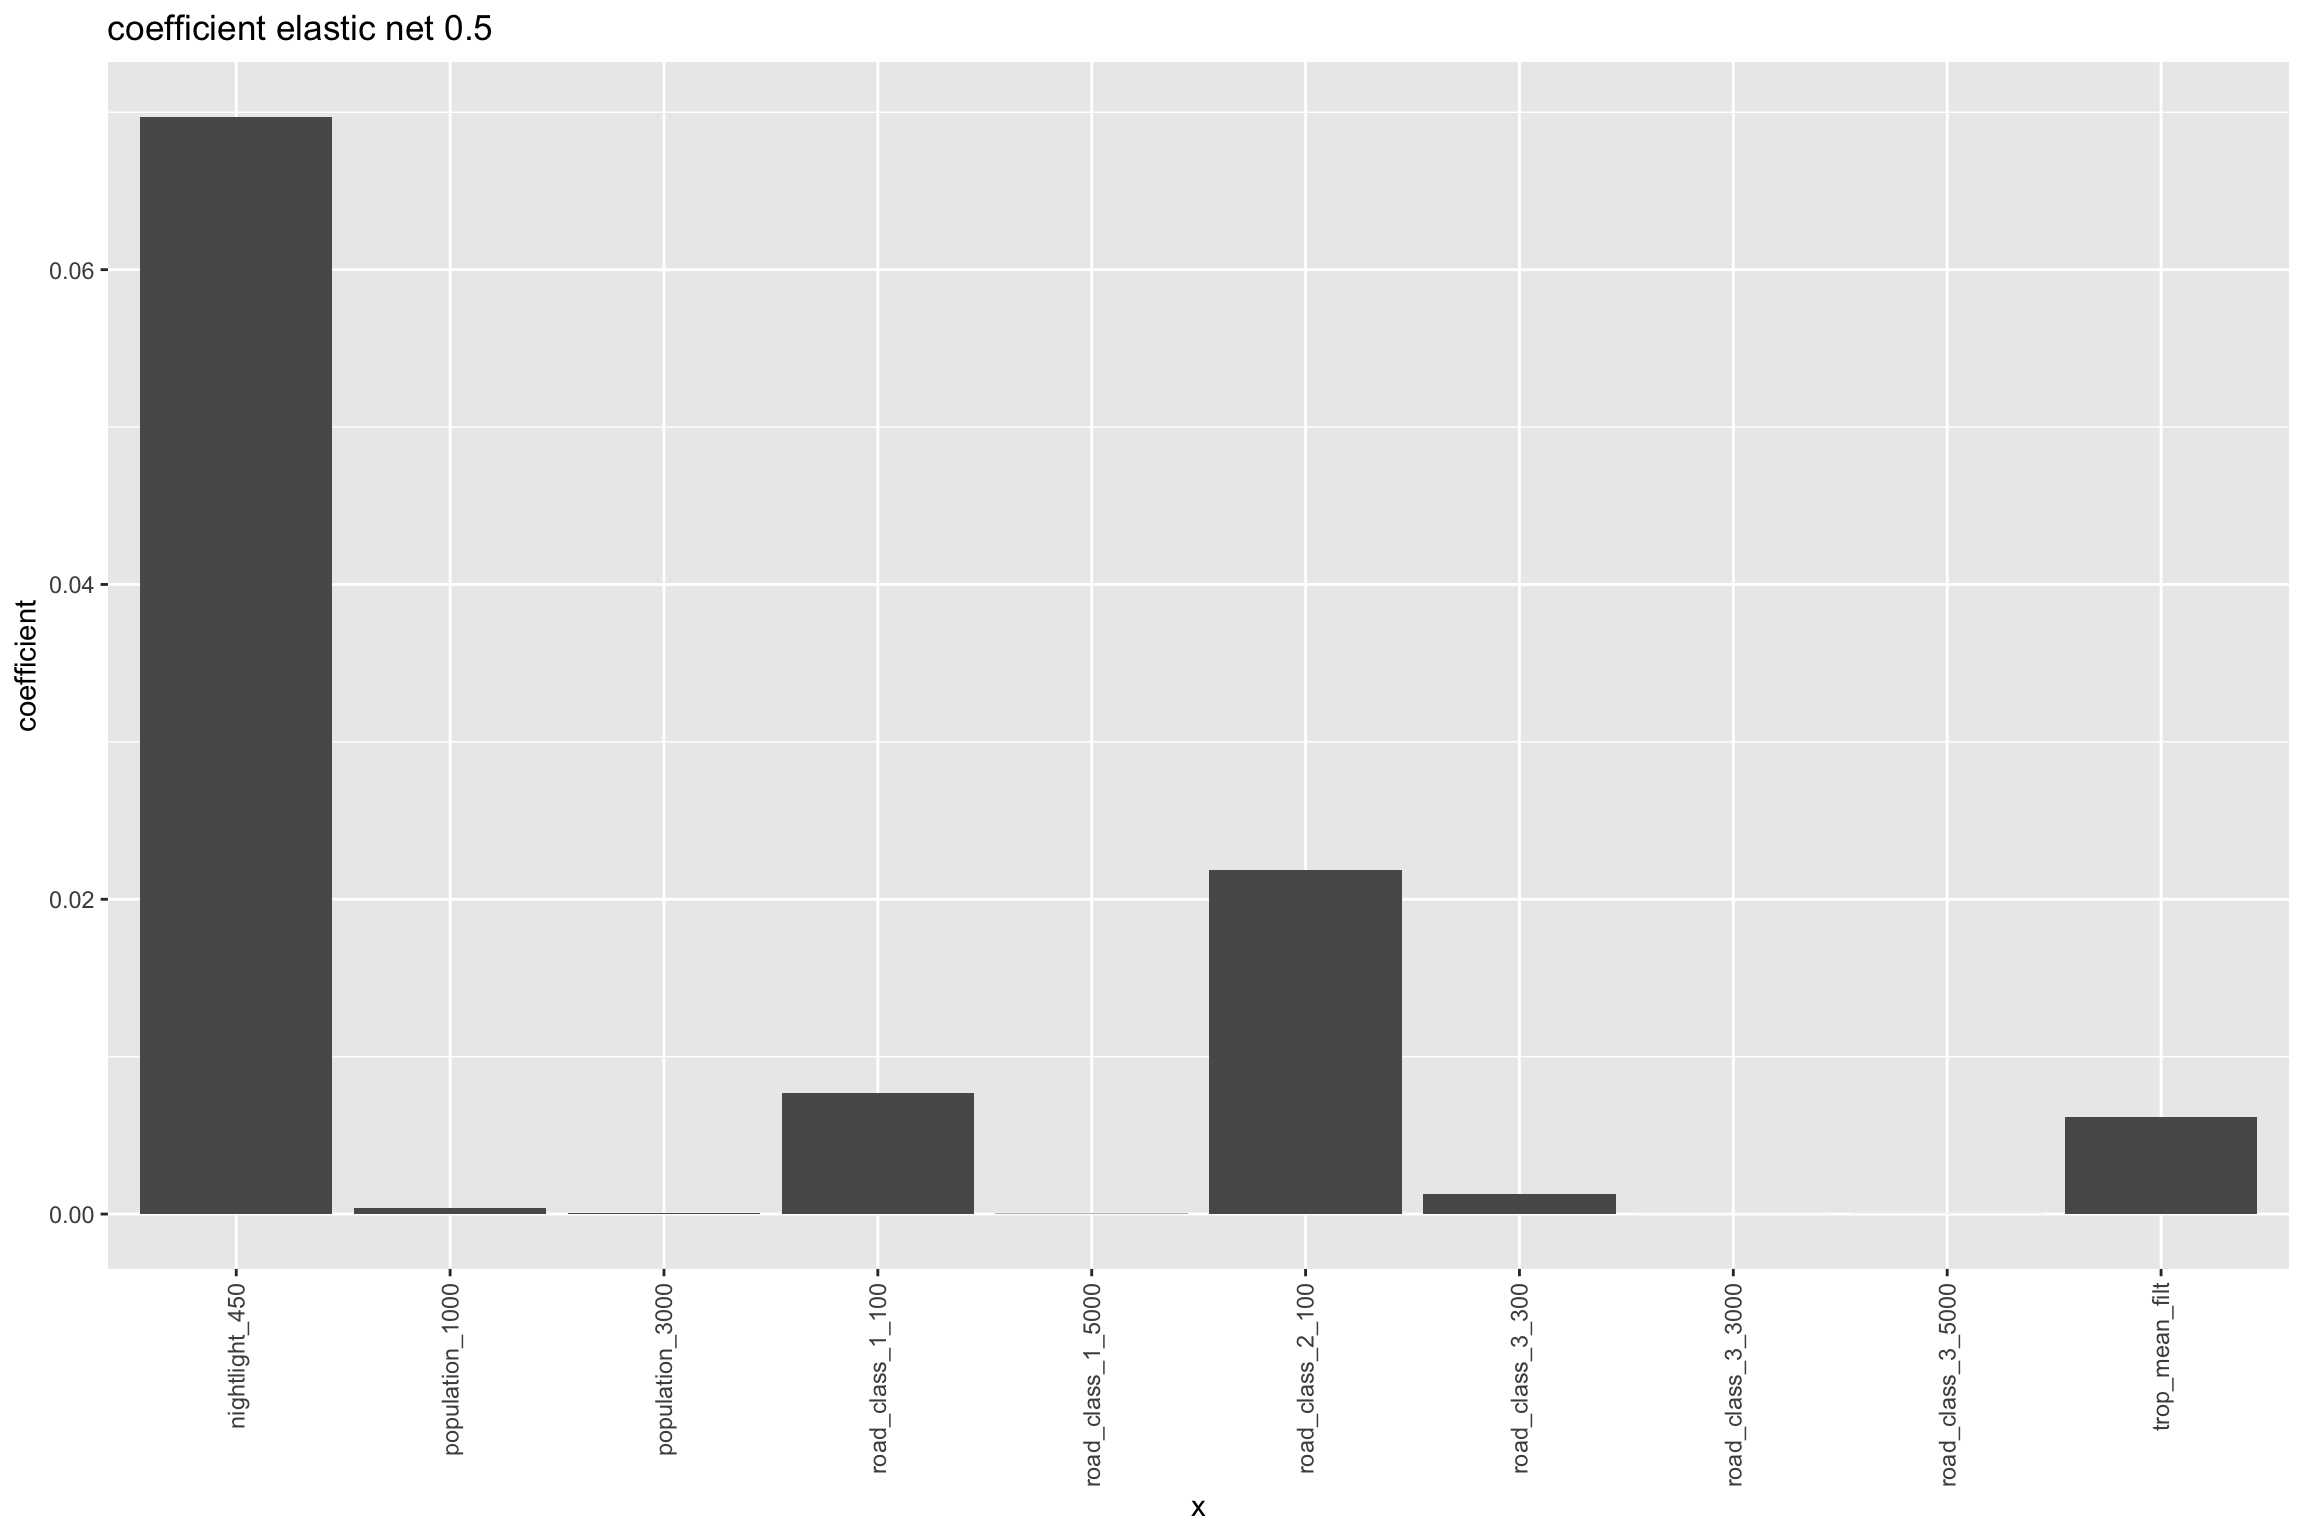 coefficient elastic net 0.5
coefficient
0.06
0.04
0.02
0.00
nightlight_450
population_1000
population_3000
road_class_1_100
road_class_1_5000
road_class_2_100
road_class_3_300
road_class_3_3000
road_class_3_5000
trop_mean_filt
x